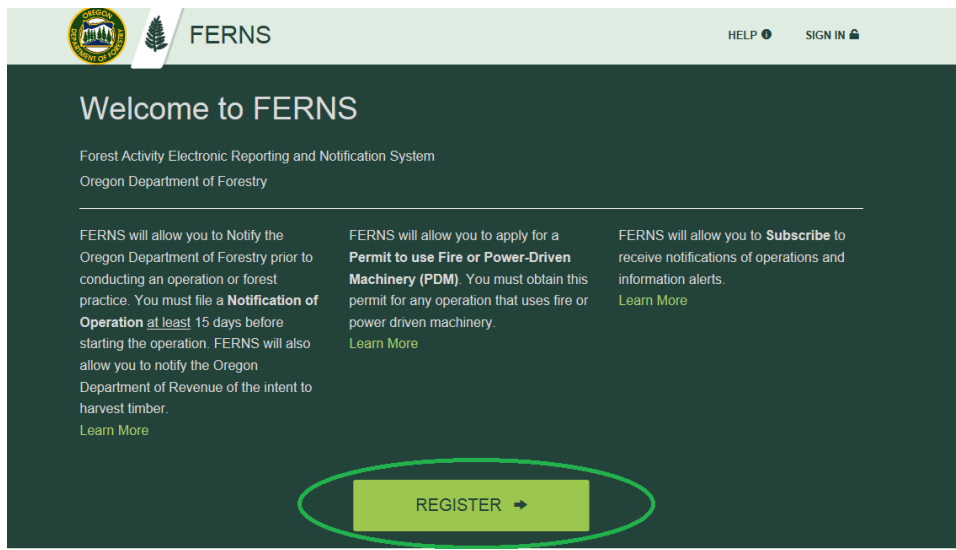 OREGON
DEPARTMENT OF FORESTRY
FERNS
HELP
SIGN IN
Welcome to FERNS
Forest Activity Electronic Reporting and Notification System
Oregon Department of Forestry
FERNS will allow you to Notify the
Oregon Department of Forestry prior to
conducting an operation or forest
practice. You must file a Notification of
Operation at least 15 days before
starting the operation. FERNS will also
allow you to notify the Oregon
Department of Revenue of the intent to
harvest timber.
Learn More
FERNS will allow you to apply for a
Permit to use Fire or Power-Driven
Machinery (PDM). You must obtain this
permit for any operation that uses fire or
power driven machinery.
Learn More
FERNS will allow you to Subscribe to
receive notifications of operations and
information alerts.
Learn More
REGISTER